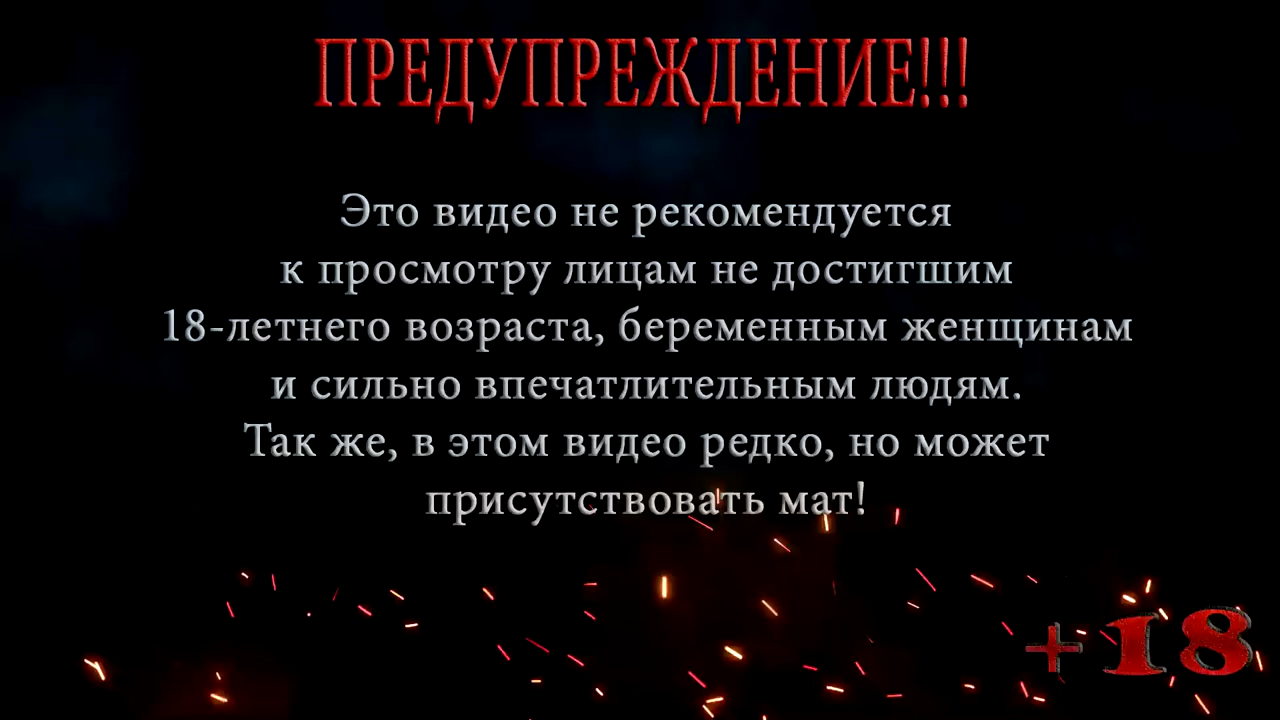 ПРЕДУПРЕЖДЕНИЕ!!!
Это видео не рекомендуется
к просмотру лицам не достигшим
18-летнего возраста, беременным женщинам
и сильно впечатлительным людям.
Так же, в этом видео редко, но может
присутствовать мат!
+18